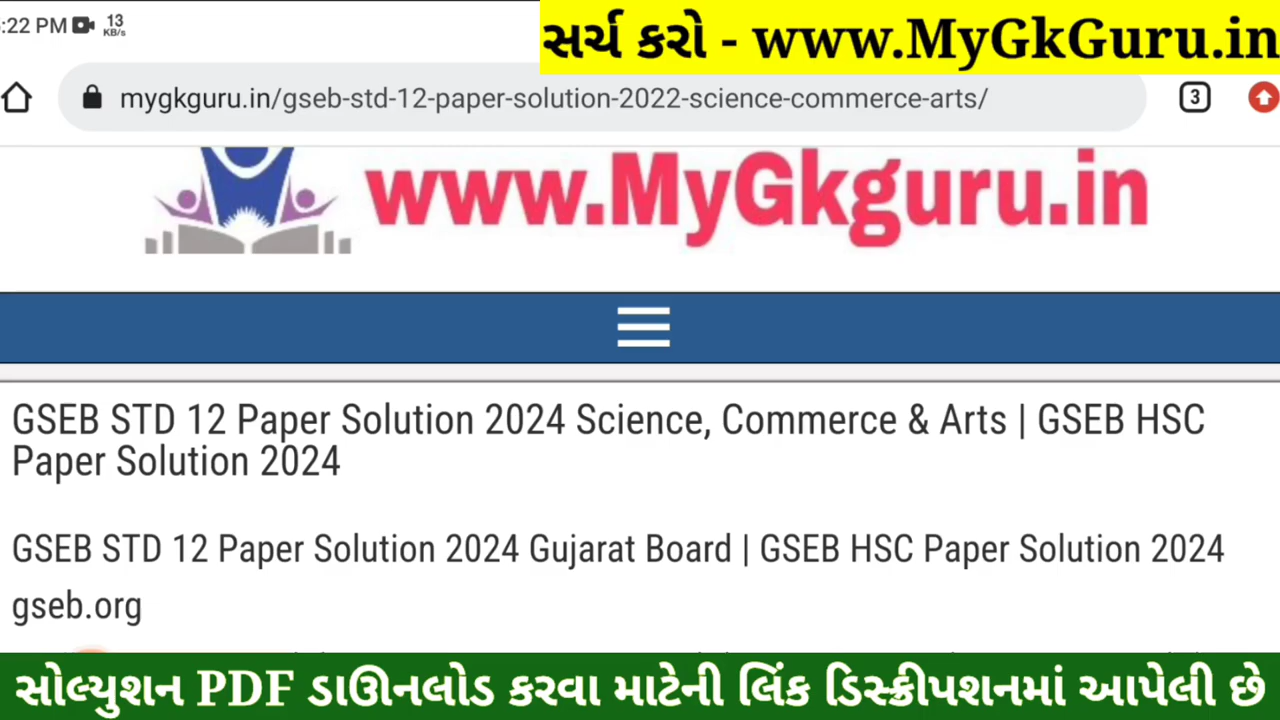 :22 PM 13 KB/s
સર્ચ કરો - www.MyGkGuru.in
mygkguru.in/gseb-std-12-paper-solution-2022-science-commerce-arts/
3
www.MyGkguru.in
GSEB STD 12 Paper Solution 2024 Science, Commerce & Arts | GSEB HSC
Paper Solution 2024
GSEB STD 12 Paper Solution 2024 Gujarat Board | GSEB HSC Paper Solution 2024
gseb.org
સોલ્યુશન PDF ડાઊનલોડ કરવા માટેની લિંક ડિસ્ક્રીપશનમાં આપેલી છે